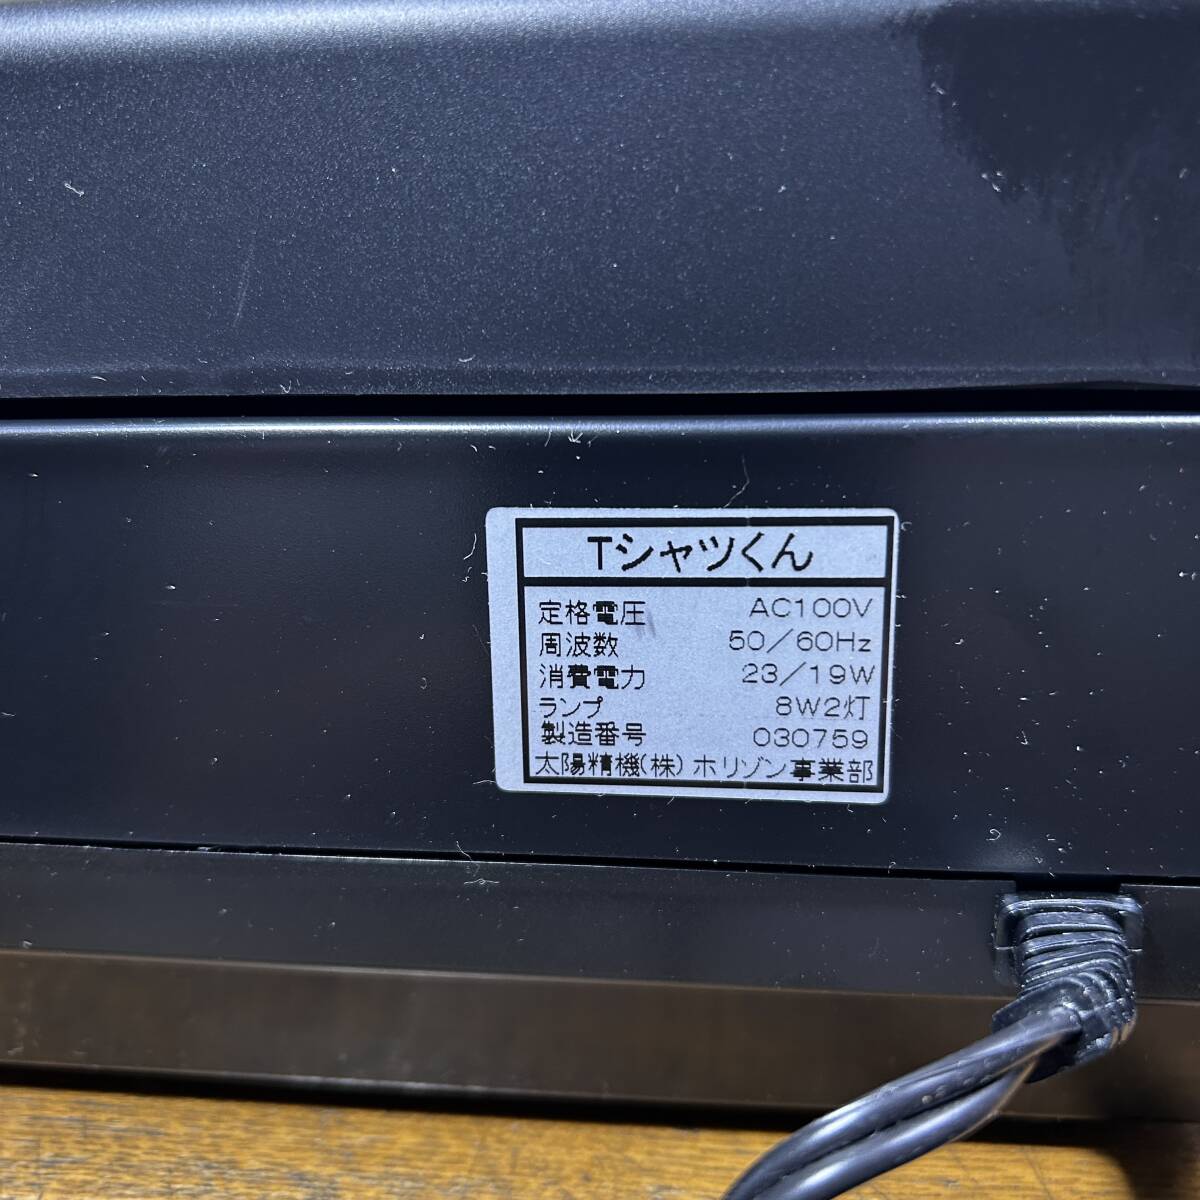 Tシャツくん
定格電圧 AC100V
周波数 50/60Hz
消費電力 23/19W
ランプ 8W2灯
製造番号 030759
太陽精機(株) ホリゾン事業部